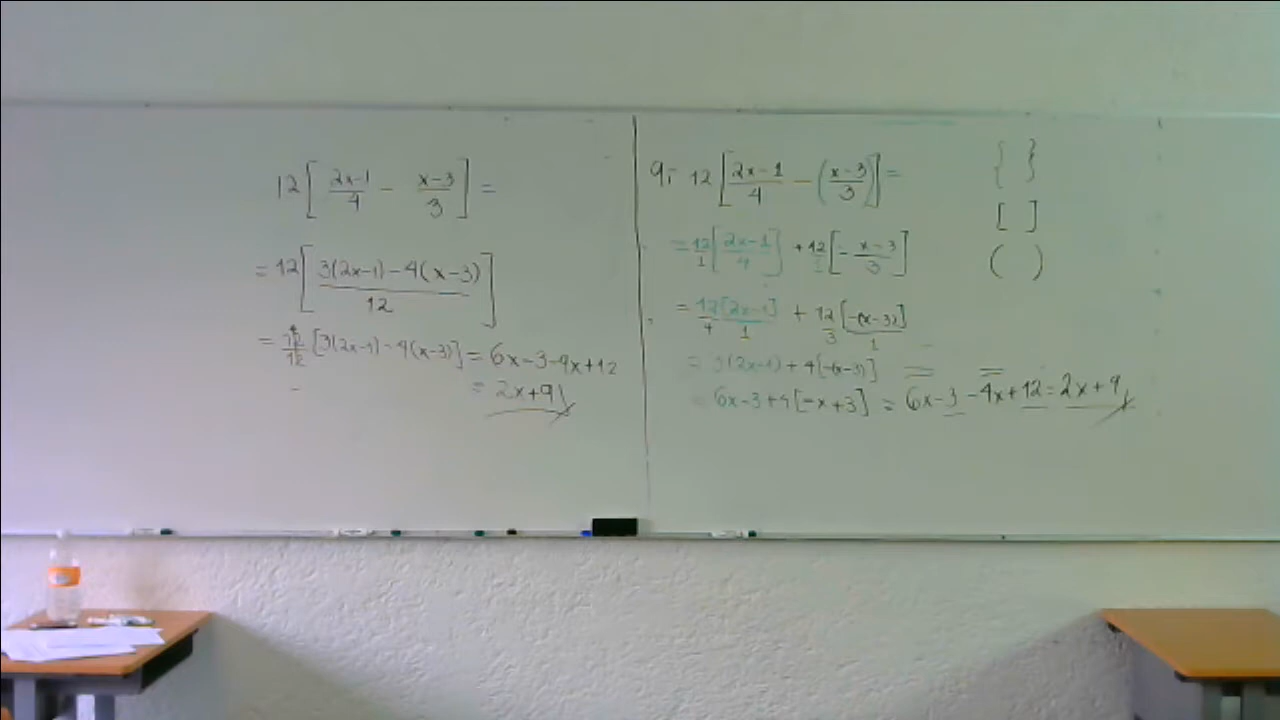 12[ (2x-1)/4 - (x-3)/3 ] =
= 12[ (3(2x-1)-4(x-3))/12 ]
= 12/12 [3(2x-1)-4(x-3)] = 6x-3-4x+12
= 2x+9
9.- 12[ (2x-1)/4 - ((x-3)/3) ] =
= 12/1 [ (2x-1)/4 ] + 12/1 [ - (x-3)/3 ]
= 12/4 [2x-1]/1 + 12/3 [-(x-3)]/1
= 3(2x-1) + 4[-(x-3)]
= 6x-3+4[-x+3] = 6x-3-4x+12 = 2x+9
{ }
[ ]
( )